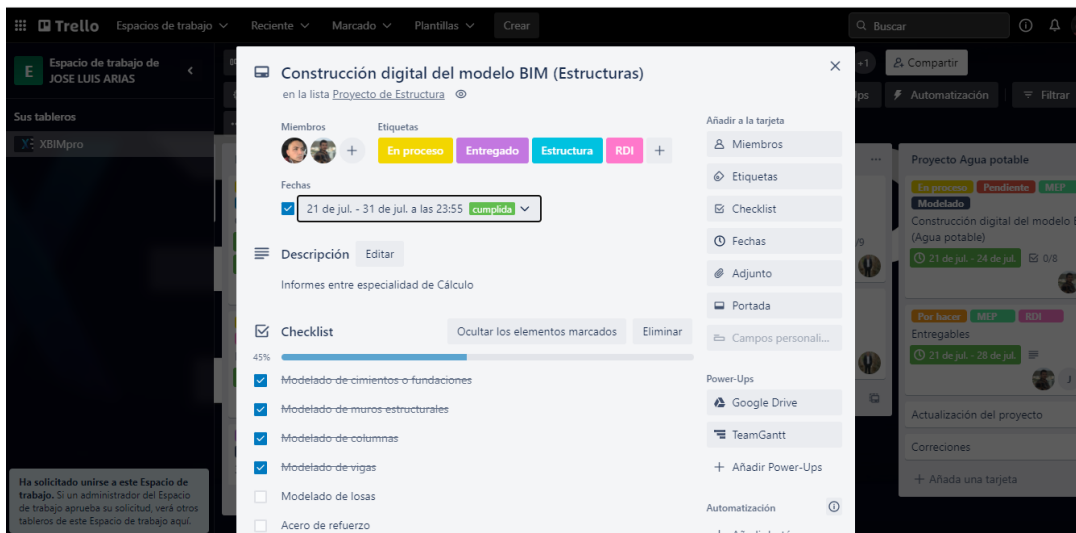 Trello
Espacios de trabajo
Reciente
Marcado
Plantillas
Crear
Buscar
E
Espacio de trabajo de
JOSE LUIS ARIAS
Sus tableros
XBIMpro
Ha solicitado unirse a este Espacio de
trabajo. Si un administrador del Espacio
de trabajo aprueba su solicitud, verá otros
tableros de este Espacio de trabajo aquí.
Construcción digital del modelo BIM (Estructuras)
en la lista Proyecto de Estructura
Miembros
Etiquetas
En proceso
Entregado
Estructura
RDI
Fechas
21 de jul. - 31 de jul. a las 23:55 cumplida
Descripción
Editar
Informes entre especialidad de Cálculo
Checklist
Ocultar los elementos marcados
Eliminar
45%
Modelado de cimientos o fundaciones
Modelado de muros estructurales
Modelado de columnas
Modelado de vigas
Modelado de losas
Acero de refuerzo
Añadir a la tarjeta
Miembros
Etiquetas
Checklist
Fechas
Adjunto
Portada
Campos personali...
Power-Ups
Google Drive
TeamGantt
+ Añadir Power-Ups
Automatización
+1
Compartir
Ups
Automatización
Filtrar
/9
Proyecto Agua potable
...
En proceso
Pendiente
MEP
Modelado
Construcción digital del modelo B
(Agua potable)
21 de jul. - 24 de jul.
0/8
Por hacer
MEP
RDI
Entregables
21 de jul. - 28 de jul.
J
Actualización del proyecto
Correciones
+ Añada una tarjeta